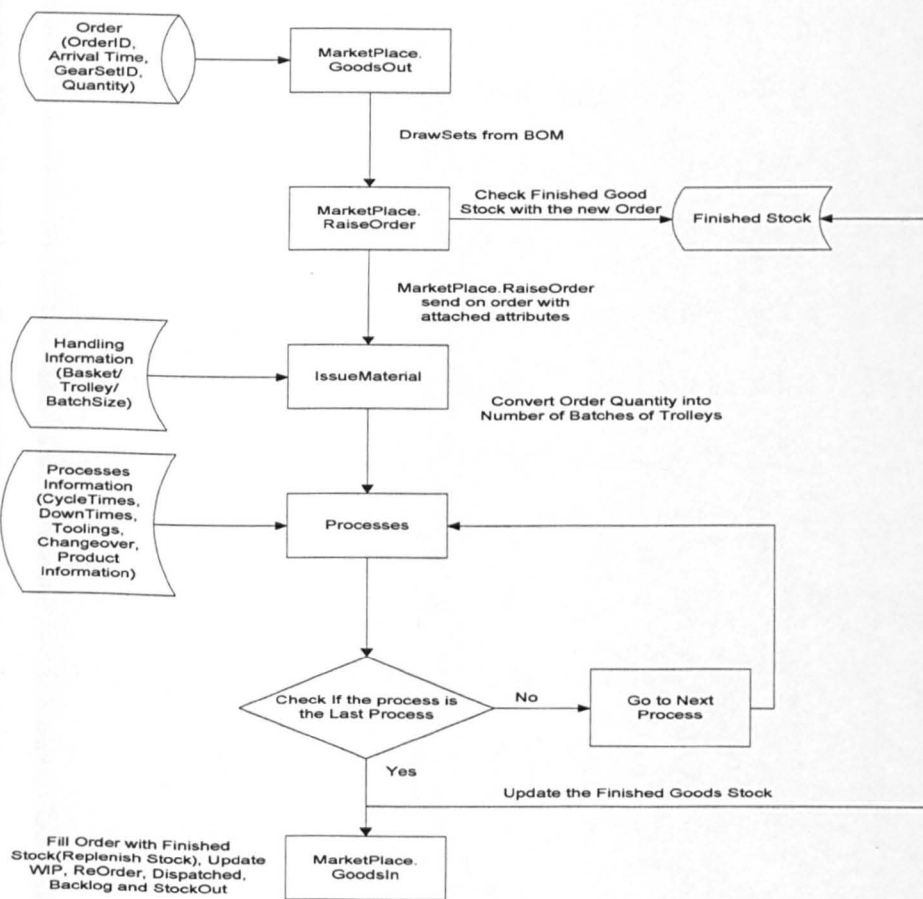 Order
(OrderID,
Arrival Time,
GearSetID,
Quantity)
MarketPlace.
GoodsOut
DrawSets from BOM
MarketPlace.
RaiseOrder
Check Finished Good
Stock with the new Order
Finished Stock
MarketPlace.RaiseOrder
send on order with
attached attributes
Handling
Information
(Basket/
Trolley/
BatchSize)
IssueMaterial
Convert Order Quantity into
Number of Batches of Trolleys
Processes
Information
(CycleTimes,
DownTimes,
Toolings,
Changeover,
Product
Information)
Processes
Check If the process is
the Last Process
No
Go to Next
Process
Yes
Update the Finished Goods Stock
Fill Order with Finished
Stock(Replenish Stock), Update
WIP, ReOrder, Dispatched,
Backlog and StockOut
MarketPlace.
GoodsIn